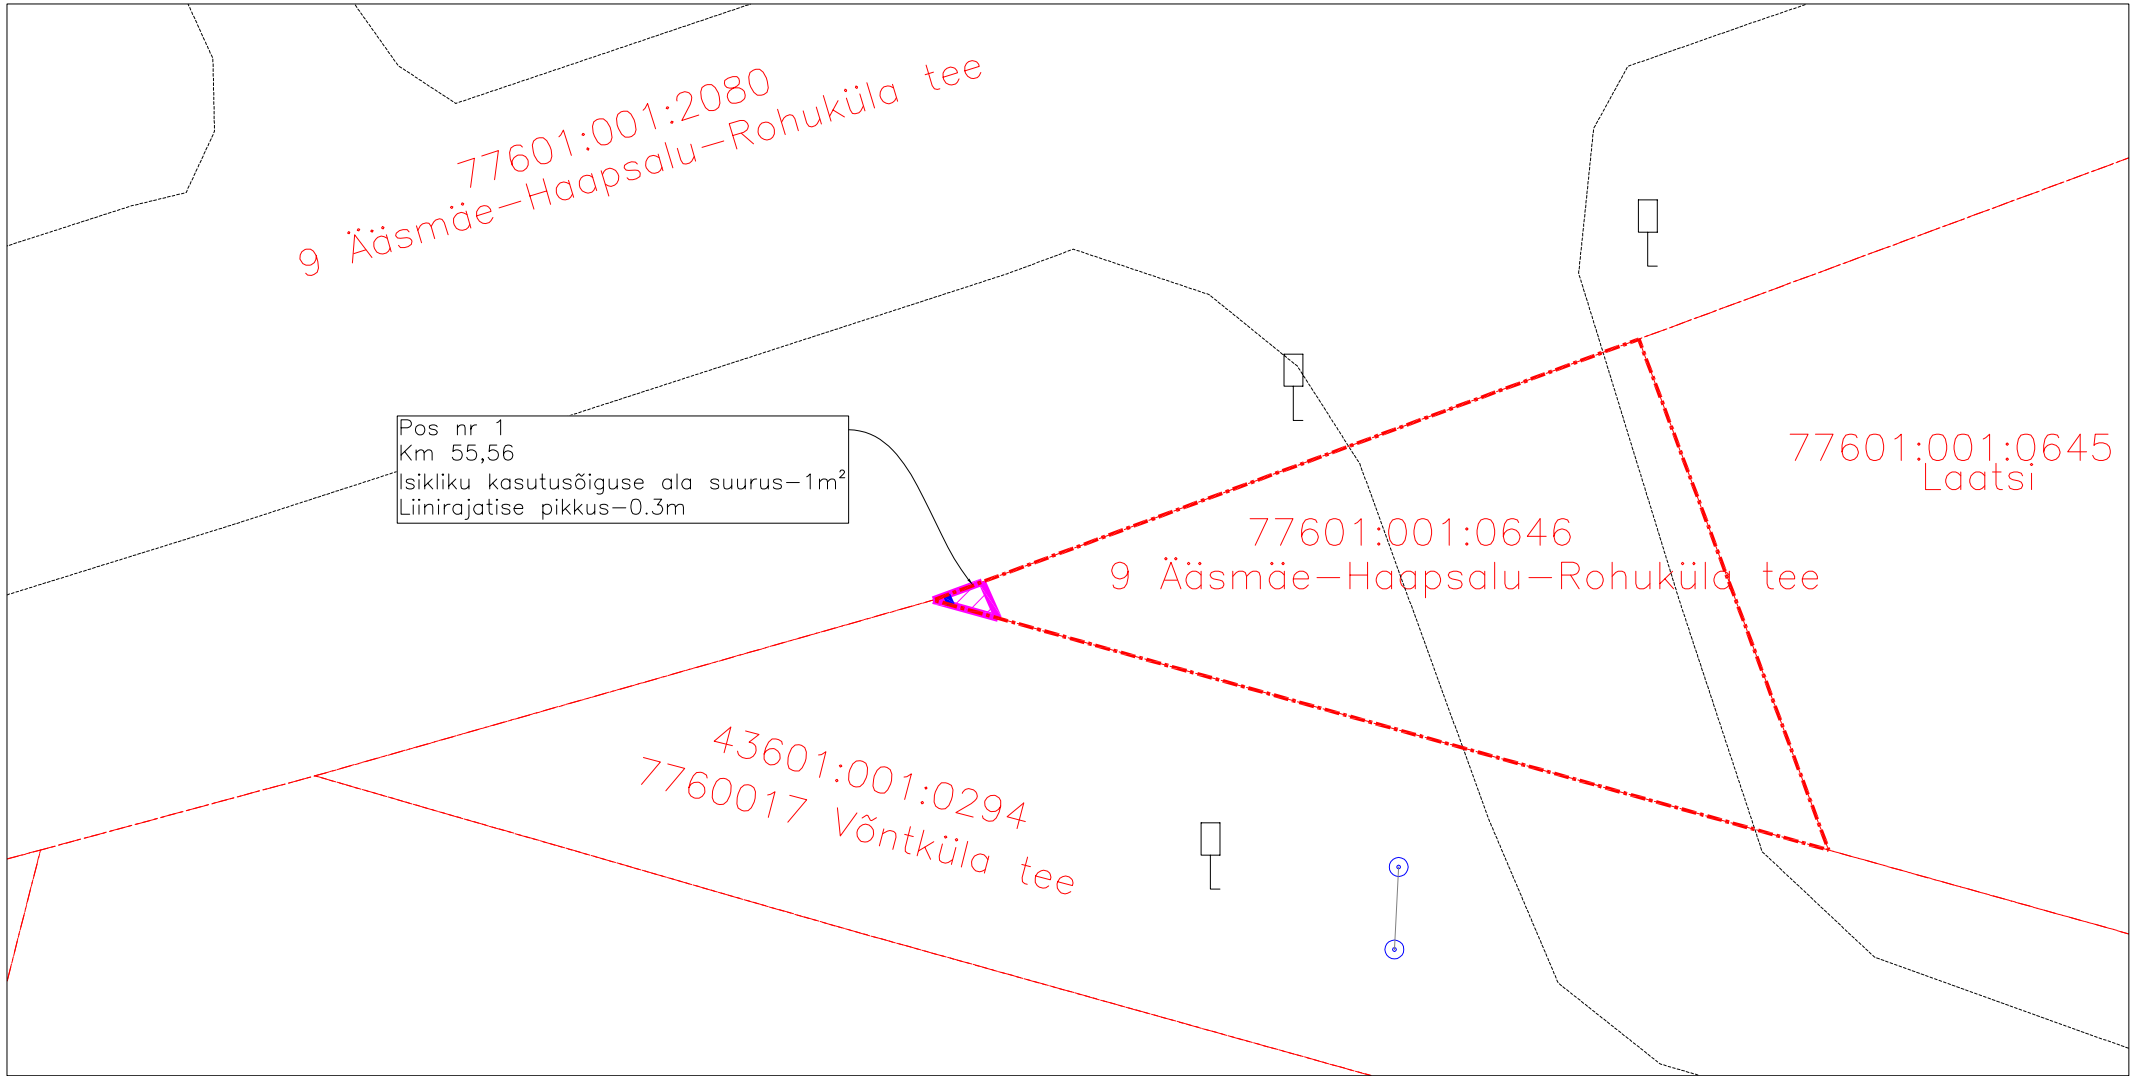 77601:001:2080
9 Ääsmäe-Haapsalu-Rohuküla tee
Pos nr 1
Km 55,56
Isikliku kasutusõiguse ala suurus-1m²
Liinirajatise pikkus-0.3m
77601:001:0645
Laatsi
77601:001:0646
9 Ääsmäe-Haapsalu-Rohuküla tee
43601:001:0294
7760017 Võntküla tee